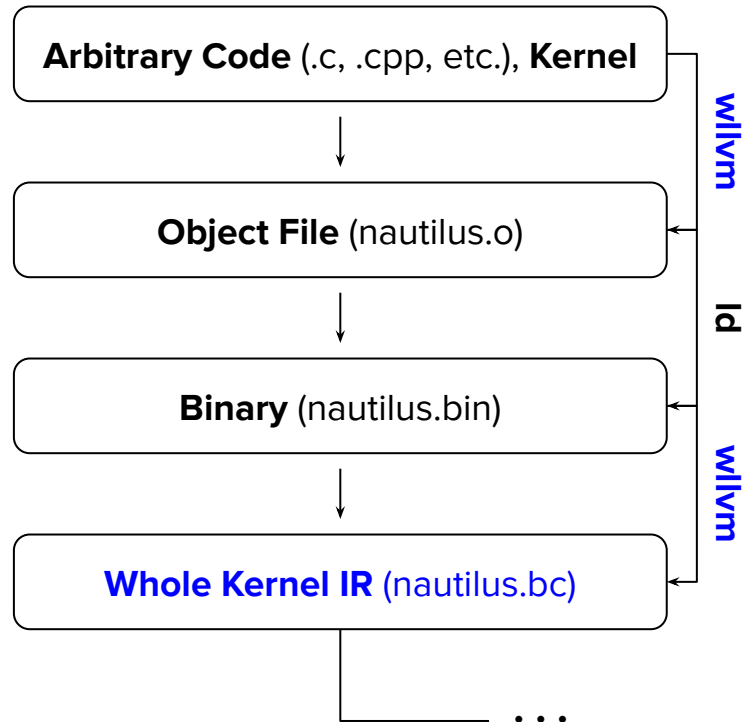 Arbitrary Code (.c, .cpp, etc.), Kernel
wllvm
Object File (nautilus.o)
ld
Binary (nautilus.bin)
wllvm
Whole Kernel IR (nautilus.bc)
...